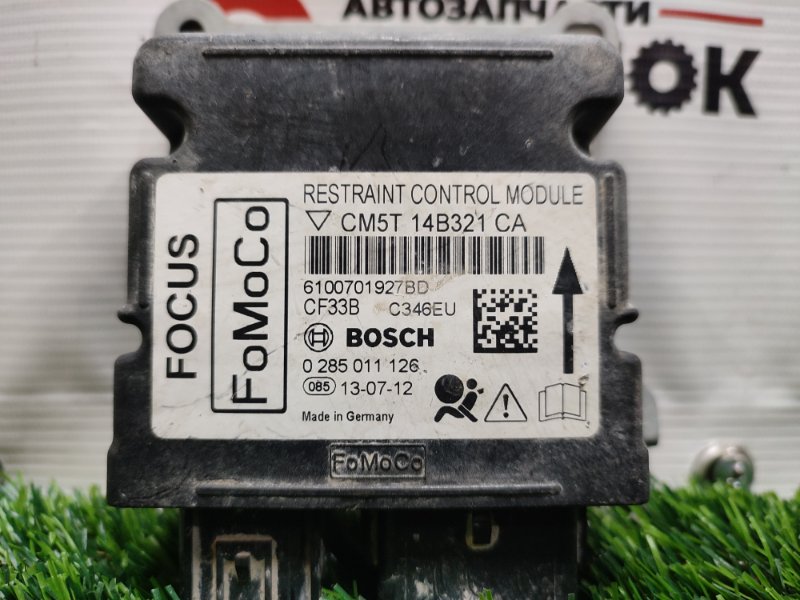 АВТОЗАПЧАСТИ
ОК
RESTRAINT CONTROL MODULE
CM5T 14B321 CA
6100701927BD
CF33B C346EU
BOSCH
0 285 011 126
085 13-07-12
Made in Germany
FOCUS
FoMoCo
FoMoCo